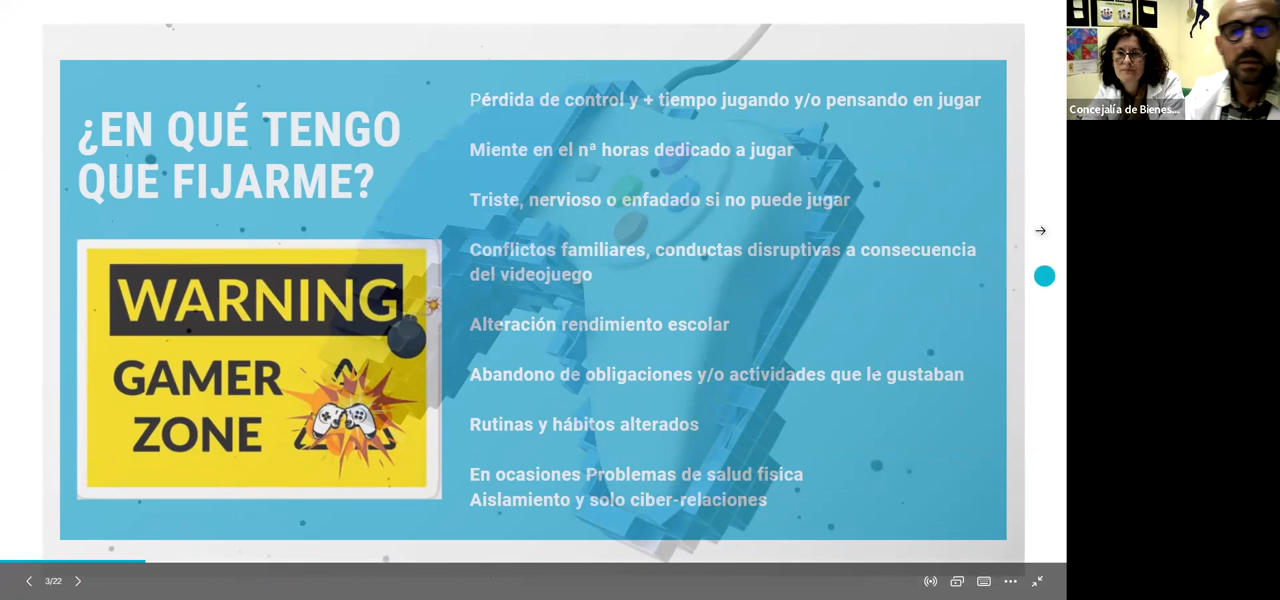 ¿EN QUÉ TENGO
QUE FIJARME?
WARNING
GAMER
ZONE
Pérdida de control y + tiempo jugando y/o pensando en jugar
Miente en el nª horas dedicado a jugar
Triste, nervioso o enfadado si no puede jugar
Conflictos familiares, conductas disruptivas a consecuencia
del videojuego
Alteración rendimiento escolar
Abandono de obligaciones y/o actividades que le gustaban
Rutinas y hábitos alterados
En ocasiones Problemas de salud fisica
Aislamiento y solo ciber-relaciones
Concejalía de Bienes...
3/22